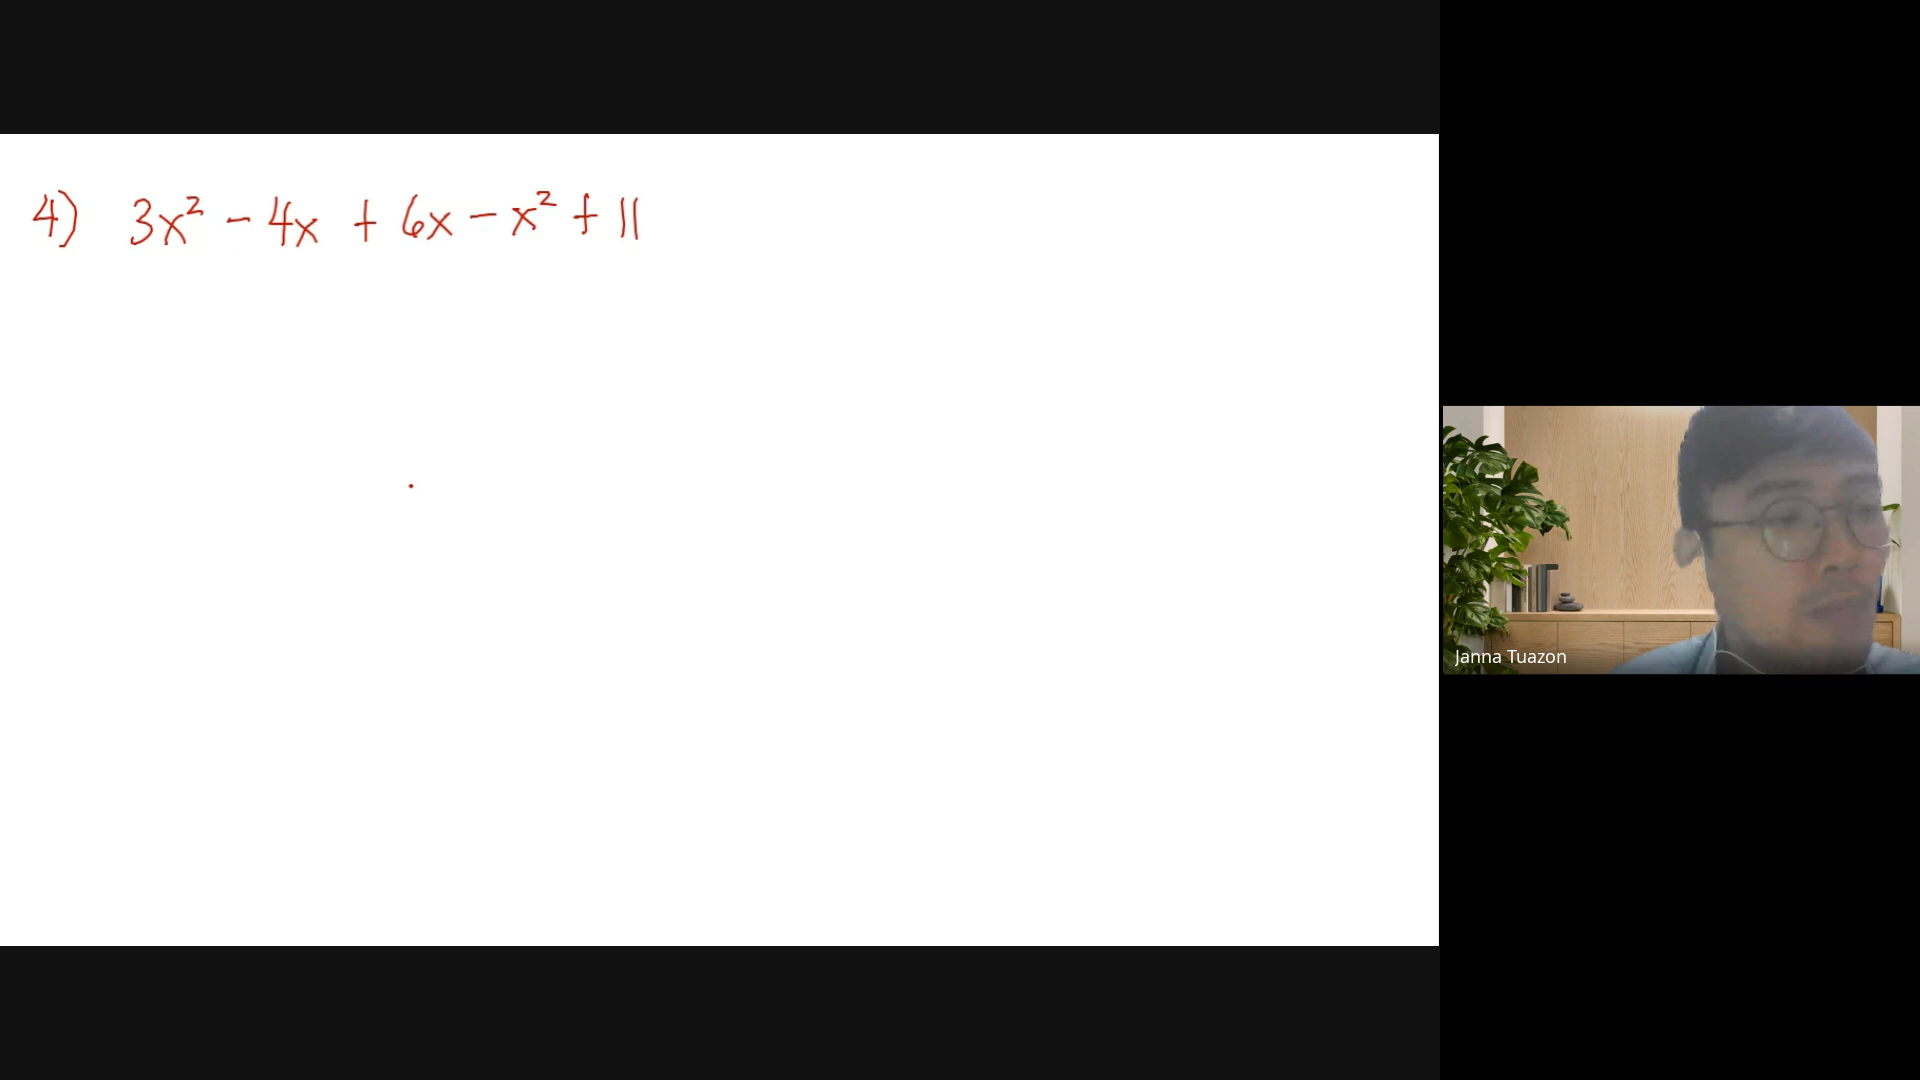 4) 3x² - 4x + 6x - x² + 11
Janna Tuazon